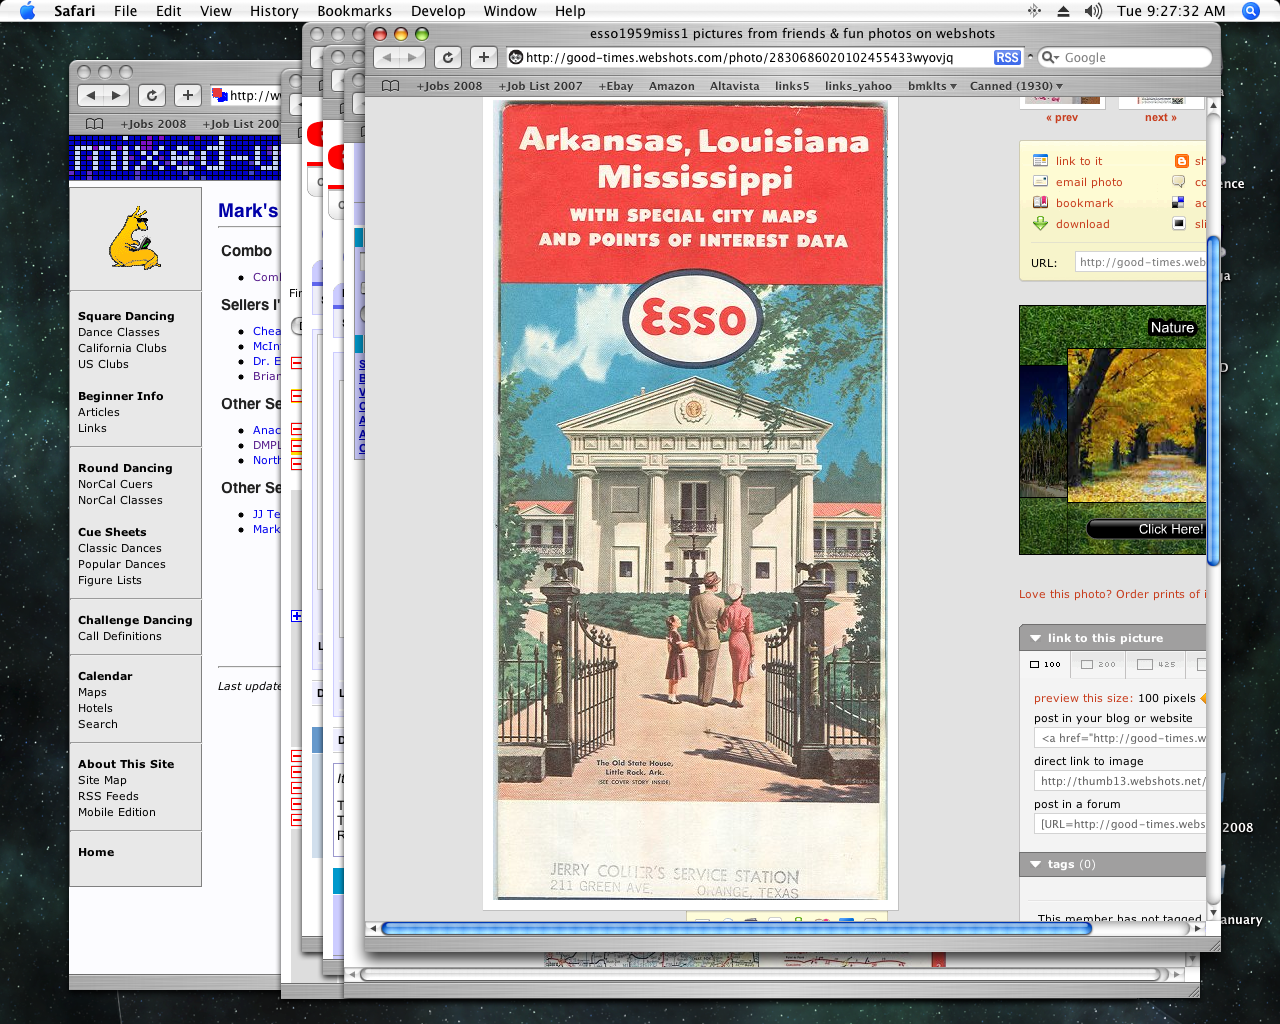 Safari File Edit View History Bookmarks Develop Window Help
Tue 9:27:32 AM
esso1959miss1 pictures from friends & fun photos on webshots
http://good-times.webshots.com/photo/2830686020102455433wyovjq
RSS
Google
+Jobs 2008 +Job List 2007 +Ebay Amazon Altavista links5 links_yahoo bmklts Canned (1930)
http://w
+Jobs 2008 +Job List 200
mixed-u
Mark's
Combo
Coml
Sellers I'
Chea
McIn
Dr. E
Brian
Other Se
Anac
DMPL
North
Other Se
JJ Te
Mark
Last update
Square Dancing
Dance Classes
California Clubs
US Clubs
Beginner Info
Articles
Links
Round Dancing
NorCal Cuers
NorCal Classes
Cue Sheets
Classic Dances
Popular Dances
Figure Lists
Challenge Dancing
Call Definitions
Calendar
Maps
Hotels
Search
About This Site
Site Map
RSS Feeds
Mobile Edition
Home
Arkansas, Louisiana
Mississippi
WITH SPECIAL CITY MAPS
AND POINTS OF INTEREST DATA
Esso
The Old State House,
Little Rock, Ark.
(SEE COVER STORY INSIDE)
JERRY COLLIER'S SERVICE STATION
211 GREEN AVE. ORANGE, TEXAS
« prev next »
link to it
email photo
bookmark
download
sh
co
ad
sli
URL: http://good-times.web
Nature
Click Here!
Love this photo? Order prints of i
link to this picture
100 200 425
preview this size: 100 pixels
post in your blog or website
<a href="http://good-times.w
direct link to image
http://thumb13.webshots.net/
post in a forum
[URL=http://good-times.webs
tags (0)
This member has not tagged
ence
ga
D
2008
anuary